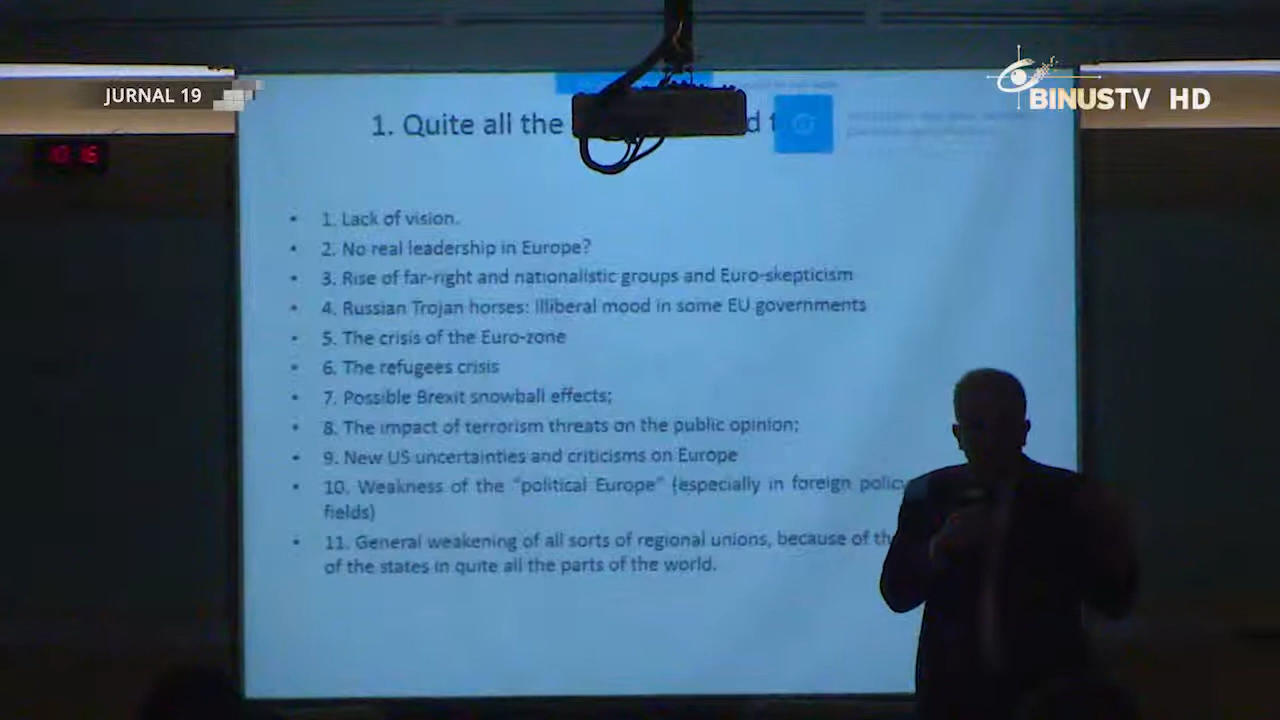 JURNAL 19
BINUSTV HD
10 16
1. Quite all the
• 1. Lack of vision.
• 2. No real leadership in Europe?
• 3. Rise of far-right and nationalistic groups and Euro-skepticism
• 4. Russian Trojan horses: Illiberal mood in some EU governments
• 5. The crisis of the Euro-zone
• 6. The refugees crisis
• 7. Possible Brexit snowball effects;
• 8. The impact of terrorism threats on the public opinion;
• 9. New US uncertainties and criticisms on Europe
• 10. Weakness of the "political Europe" (especially in foreign policy
fields)
• 11. General weakening of all sorts of regional unions, because of
of the states in quite all the parts of the world.